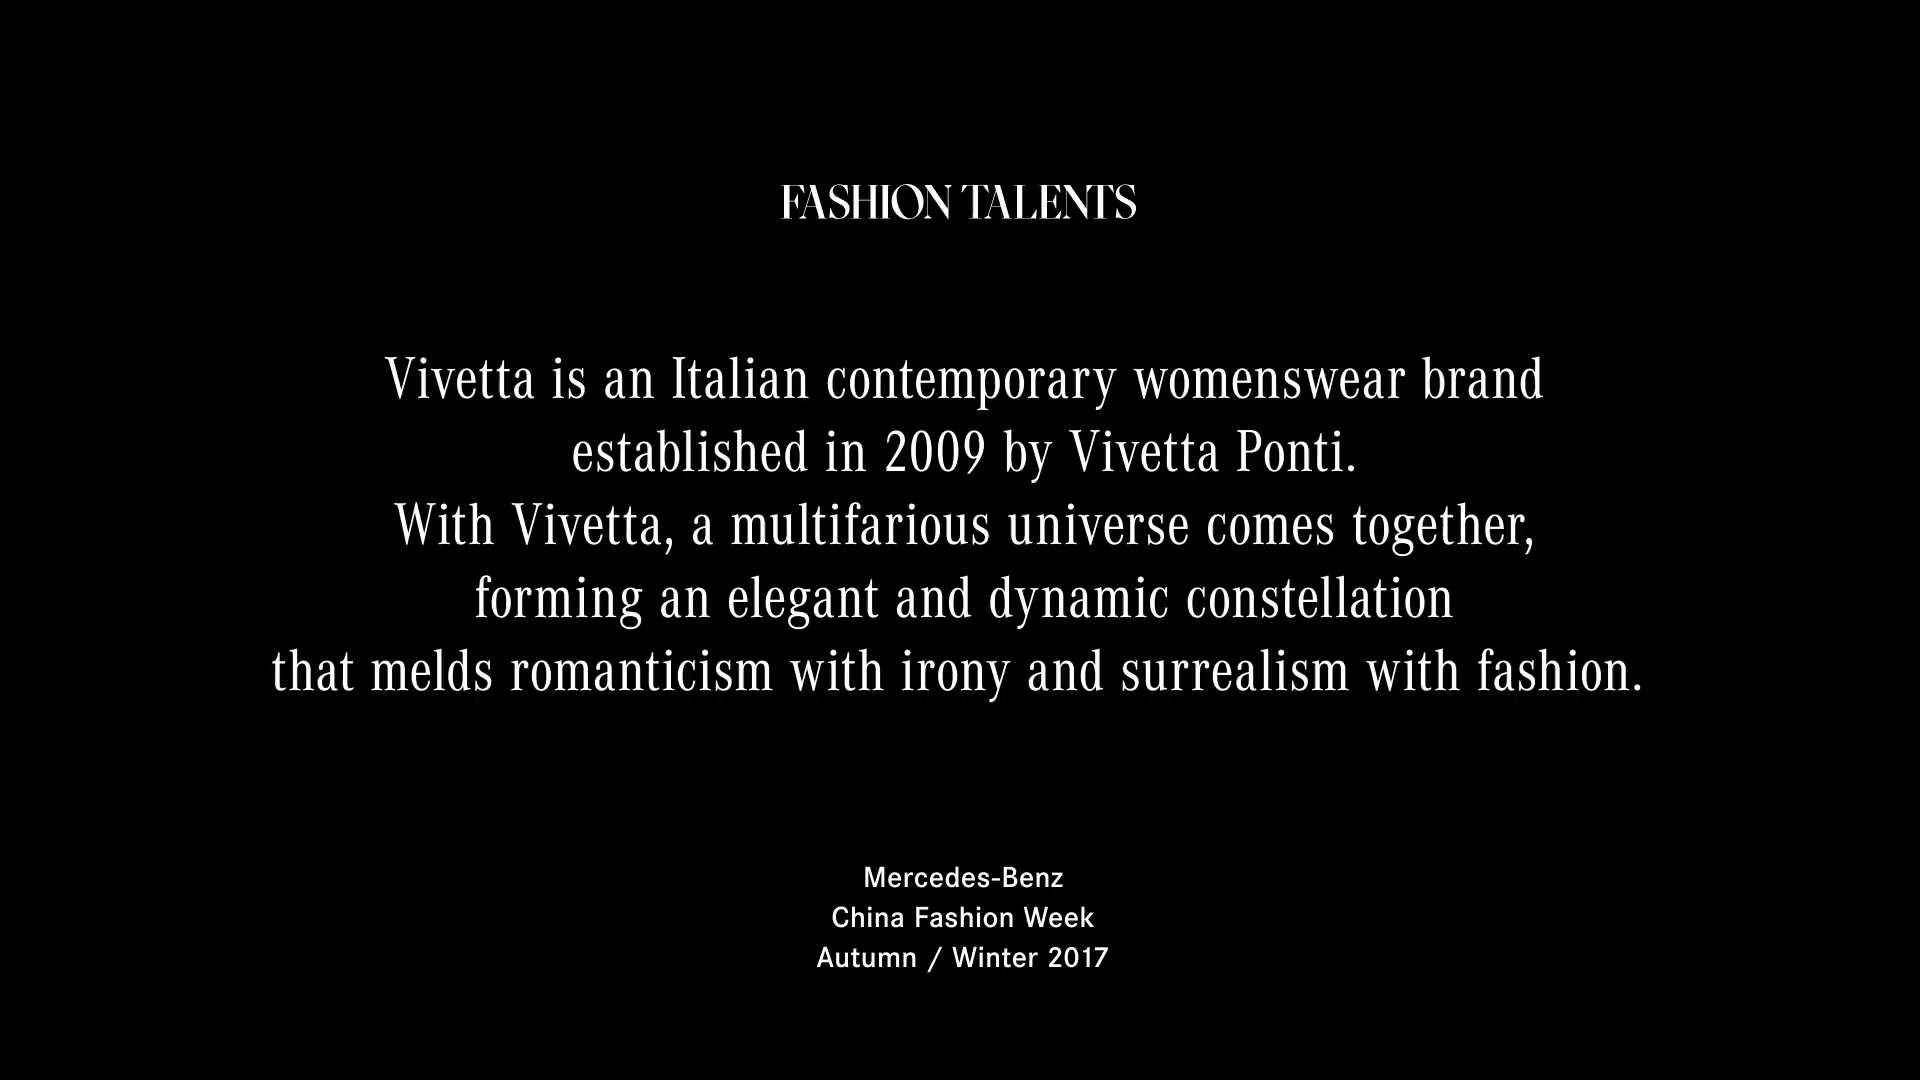 FASHION TALENTS
Vivetta is an Italian contemporary womenswear brand
established in 2009 by Vivetta Ponti.
With Vivetta, a multifarious universe comes together,
forming an elegant and dynamic constellation
that melds romanticism with irony and surrealism with fashion.
Mercedes-Benz
China Fashion Week
Autumn / Winter 2017